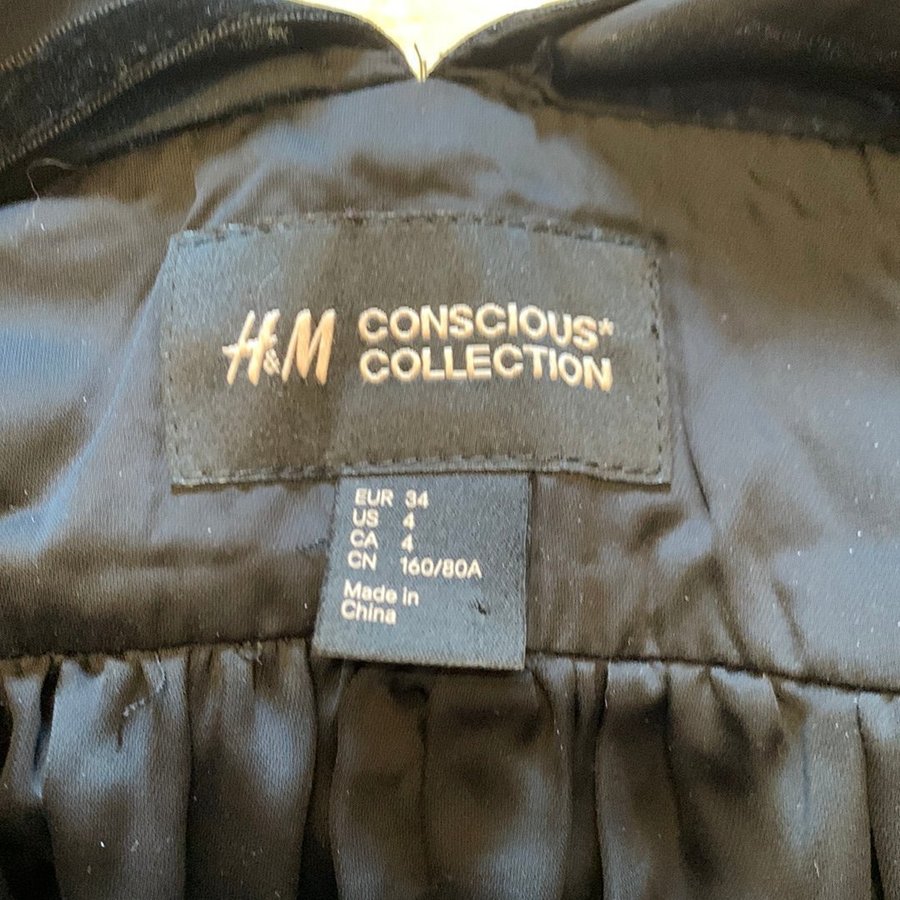 H&M CONSCIOUS*
COLLECTION
EUR 34
US 4
CA 4
CN 160/80A
Made in
China